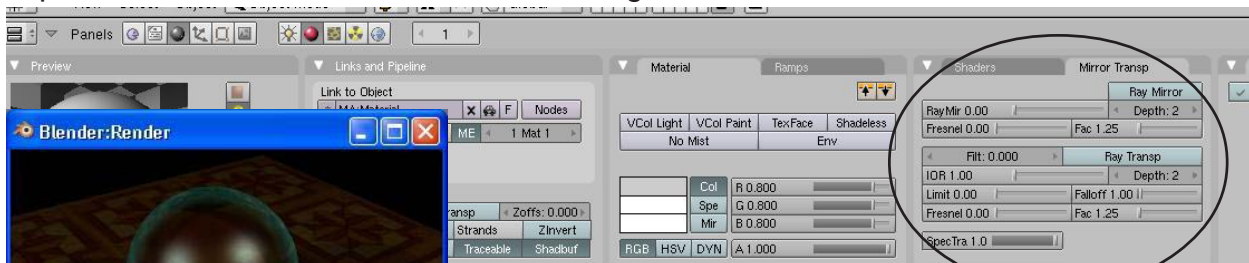 Panels 1
Preview
Links and Pipeline
Material Ramps
Shaders Mirror Transp
Link to Object
MA:Material X F Nodes
ME 1 Mat 1
Blender:Render
VCol Light VCol Paint TexFace Shadeless
No Mist Env
Ray Mirror
RayMir 0.00 Depth: 2
Fresnel 0.00 Fac 1.25
Filt: 0.000 Ray Transp
IOR 1.00 Depth: 2
Limit 0.00 Falloff 1.00
Fresnel 0.00 Fac 1.25
SpecTra 1.0
Col R 0.800
Spe G 0.800
Mir B 0.800
RGB HSV DYN A 1.000
Zoffs: 0.000
Strands ZInvert
Traceable Shadbuf